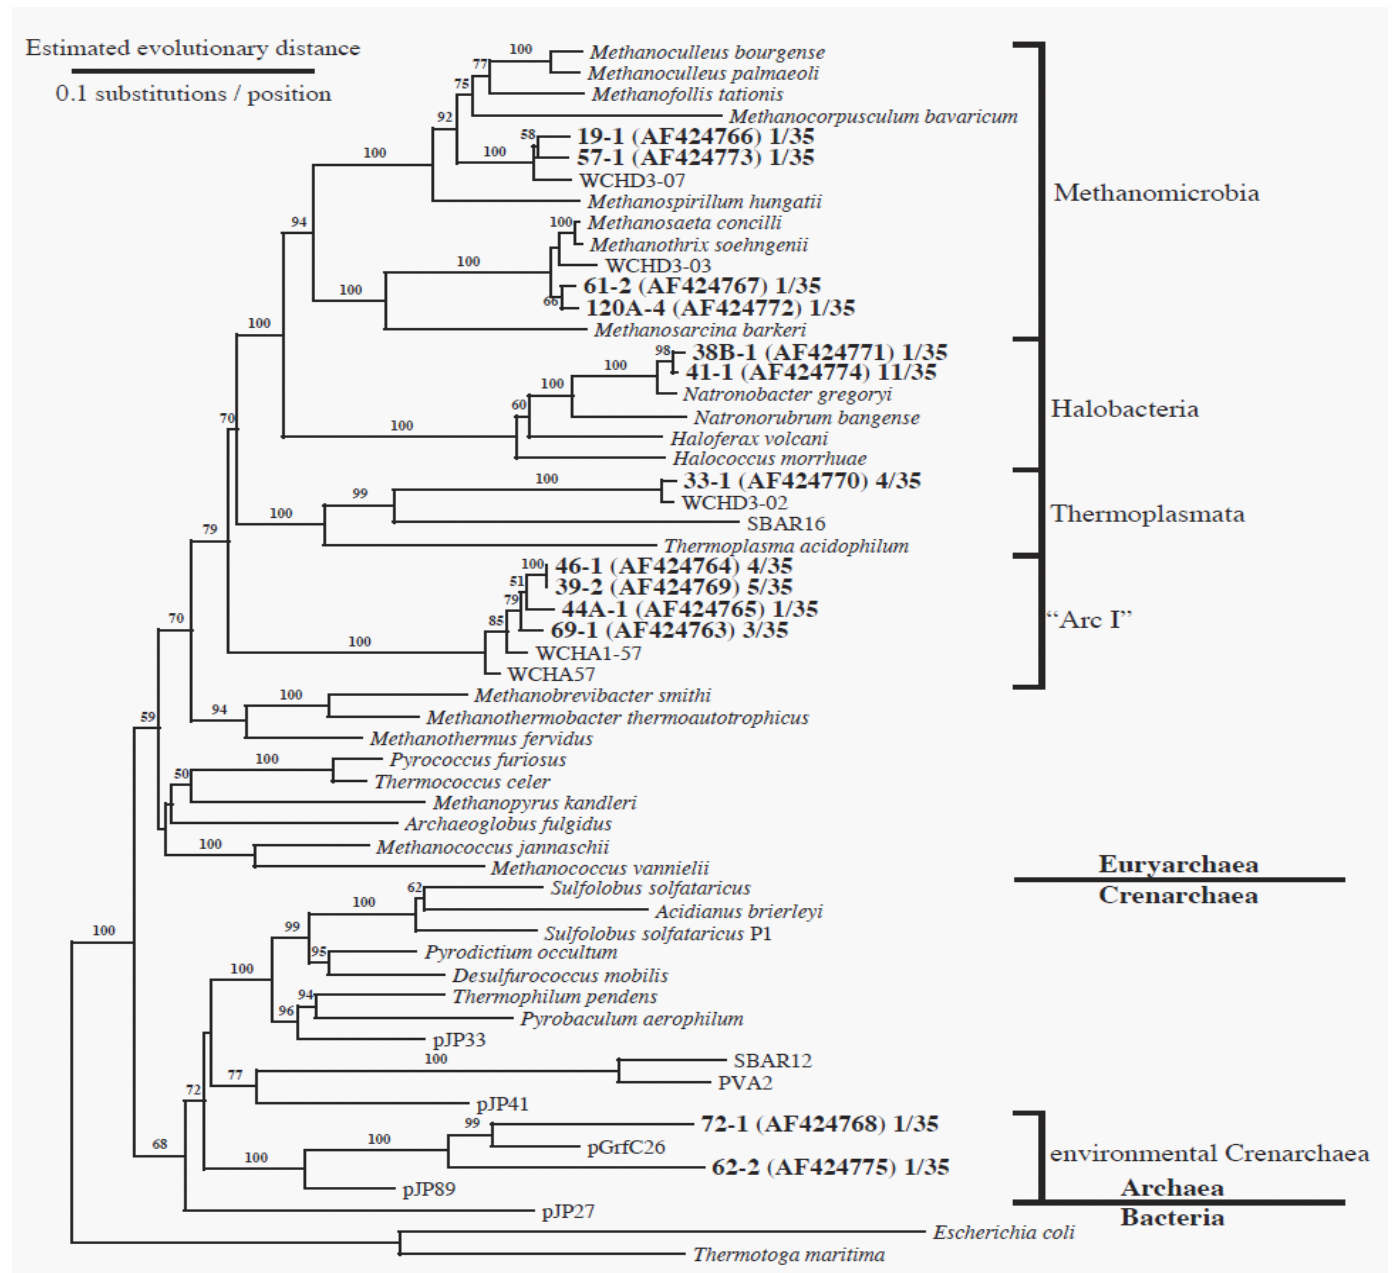 Estimated evolutionary distance
0.1 substitutions / position
100
Methanoculleus bourgense
77
Methanoculleus palmaeoli
75
Methanofollis tationis
92
Methanocorpusculum bavaricum
58
19-1 (AF424766) 1/35
100
100
57-1 (AF424773) 1/35
WCHD3-07
Methanospirillum hungatii
Methanomicrobia
94
100
Methanosaeta concilli
Methanothrix soehngenii
100
WCHD3-03
100
61-2 (AF424767) 1/35
66
120A-4 (AF424772) 1/35
100
Methanosarcina barkeri
98
38B-1 (AF424771) 1/35
100
41-1 (AF424774) 11/35
100
Natronobacter gregoryi
60
Natronorubrum bangense
Halobacteria
70
100
Haloferax volcani
Halococcus morrhuae
100
33-1 (AF424770) 4/35
99
WCHD3-02
100
SBAR16
Thermoplasmata
79
Thermoplasma acidophilum
100
46-1 (AF424764) 4/35
51
39-2 (AF424769) 5/35
79
44A-1 (AF424765) 1/35
70
85
69-1 (AF424763) 3/35
“Arc I”
100
WCHA1-57
WCHA57
100
Methanobrevibacter smithi
94
Methanothermobacter thermoautotrophicus
59
Methanothermus fervidus
100
Pyrococcus furiosus
50
Thermococcus celer
Methanopyrus kandleri
Archaeoglobus fulgidus
100
Methanococcus jannaschii
Methanococcus vannielii
Euryarchaea
Crenarchaea
62
Sulfolobus solfataricus
100
Acidianus brierleyi
100
99
Sulfolobus solfataricus P1
95
Pyrodictium occultum
100
Desulfurococcus mobilis
94
Thermophilum pendens
96
Pyrobaculum aerophilum
pJP33
100
SBAR12
77
PVA2
72
pJP41
99
72-1 (AF424768) 1/35
68
100
pGrfC26
100
62-2 (AF424775) 1/35
environmental Crenarchaea
pJP89
Archaea
pJP27
Bacteria
Escherichia coli
Thermotoga maritima